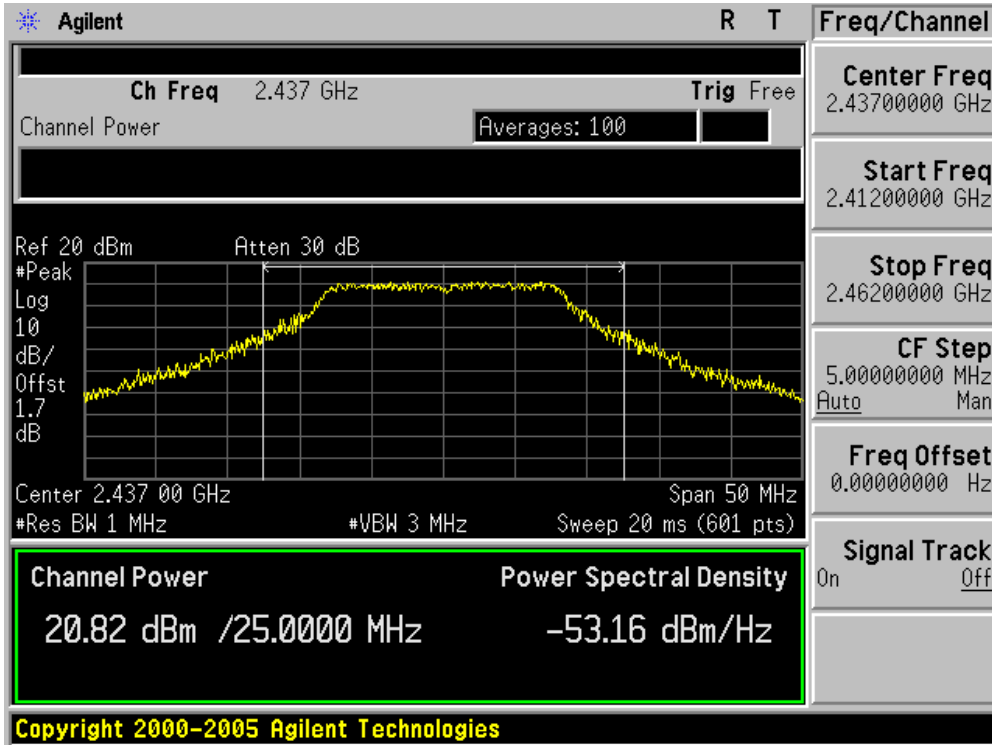 Agilent R T
Ch Freq 2.437 GHz Trig Free
Channel Power Averages: 100
Ref 20 dBm Atten 30 dB
#Peak
Log
10
dB/
Offst
1.7
dB
Center 2.437 00 GHz Span 50 MHz
#Res BW 1 MHz #VBW 3 MHz Sweep 20 ms (601 pts)
Channel Power Power Spectral Density
20.82 dBm /25.0000 MHz -53.16 dBm/Hz
Copyright 2000-2005 Agilent Technologies
Freq/Channel
Center Freq
2.43700000 GHz
Start Freq
2.41200000 GHz
Stop Freq
2.46200000 GHz
CF Step
5.00000000 MHz
Auto Man
Freq Offset
0.00000000 Hz
Signal Track
On Off